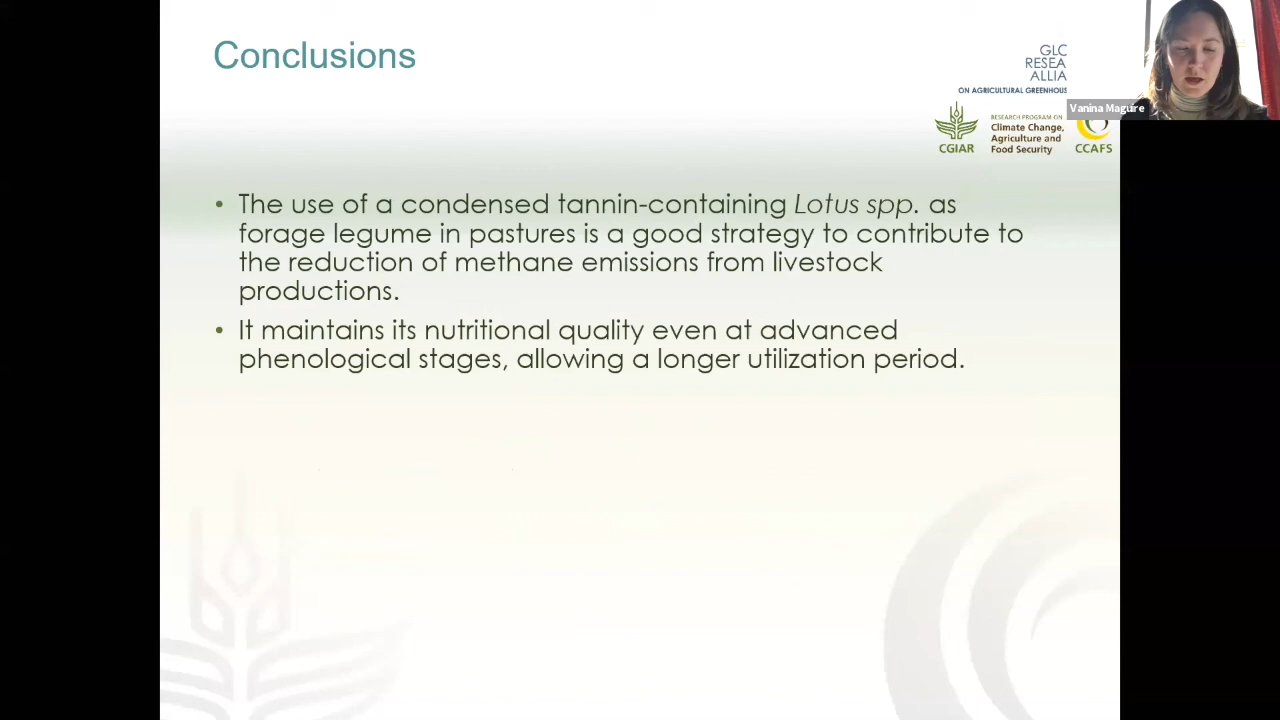 Conclusions
GLC
RESEA
ALLIA
ON AGRICULTURAL GREENHOUS
Vanina Maguire
CGIAR
RESEARCH PROGRAM ON
Climate Change,
Agriculture and
Food Security
CCAFS
• The use of a condensed tannin-containing Lotus spp. as
forage legume in pastures is a good strategy to contribute to
the reduction of methane emissions from livestock
productions.
• It maintains its nutritional quality even at advanced
phenological stages, allowing a longer utilization period.